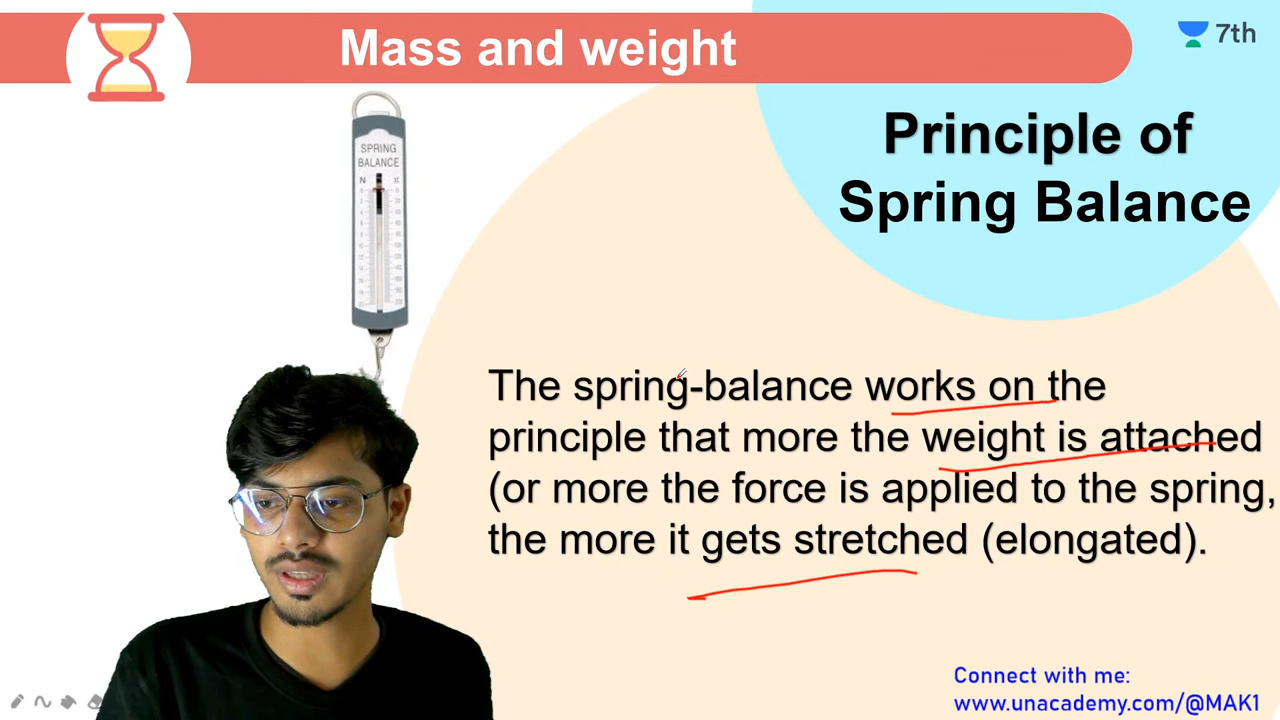 Mass and weight
7th
Principle of
Spring Balance
SPRING
BALANCE
N
The spring-balance works on the
principle that more the weight is attached
(or more the force is applied to the spring,
the more it gets stretched (elongated).
Connect with me:
www.unacademy.com/@MAK1